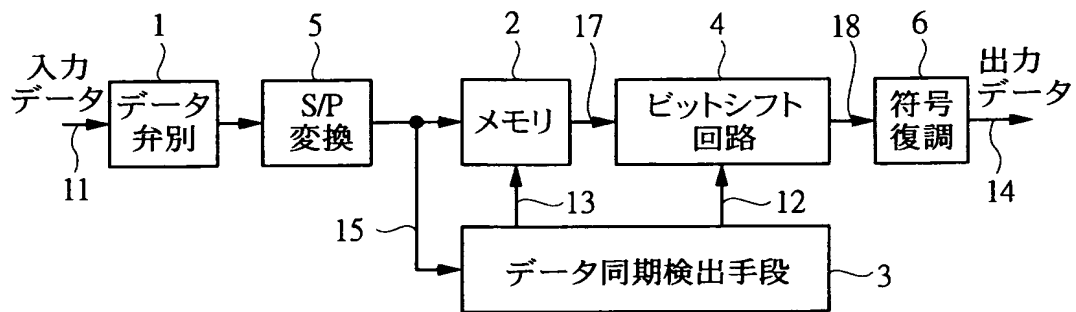 1
5
2
17
4
18
6
入力
データ
データ
弁別
S/P
変換
メモリ
ビットシフト
回路
符号
復調
出力
データ
11
15
13
12
14
データ同期検出手段
3